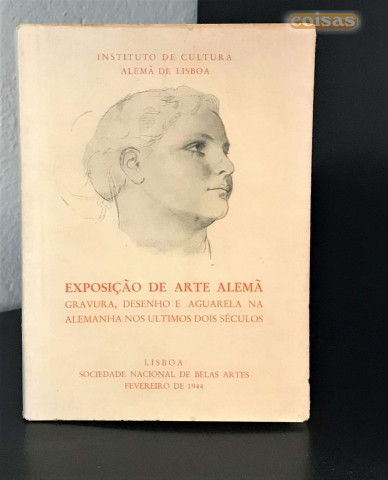 coisas
INSTITUTO DE CULTURA
ALEMÃ DE LISBOA
EXPOSIÇÃO DE ARTE ALEMÃ
GRAVURA, DESENHO E AGUARELA NA
ALEMANHA NOS ULTIMOS DOIS SÉCULOS
LISBOA
SOCIEDADE NACIONAL DE BELAS ARTES
FEVEREIRO DE 1944